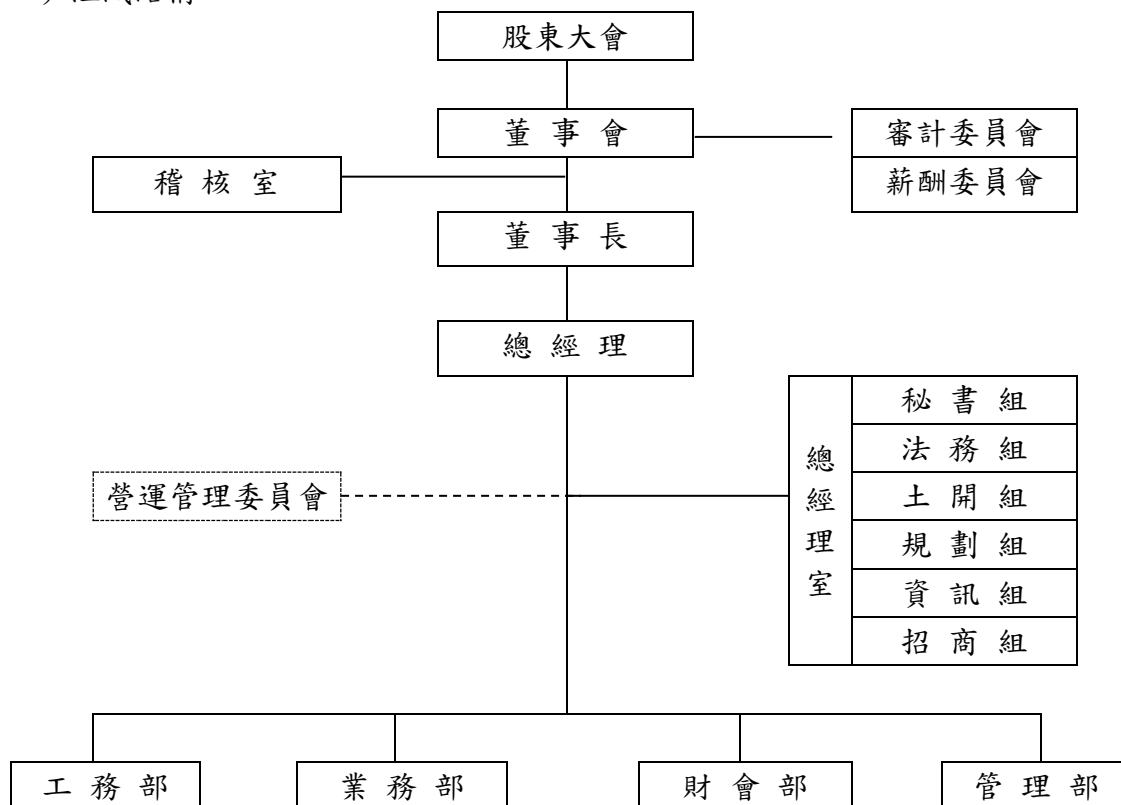 股東大會
董 事 會
審計委員會
稽 核 室
薪酬委員會
董 事 長
總 經 理
總經理室
秘 書 組
法 務 組
營運管理委員會
土 開 組
規 劃 組
資 訊 組
招 商 組
工 務 部
業 務 部
財 會 部
管 理 部